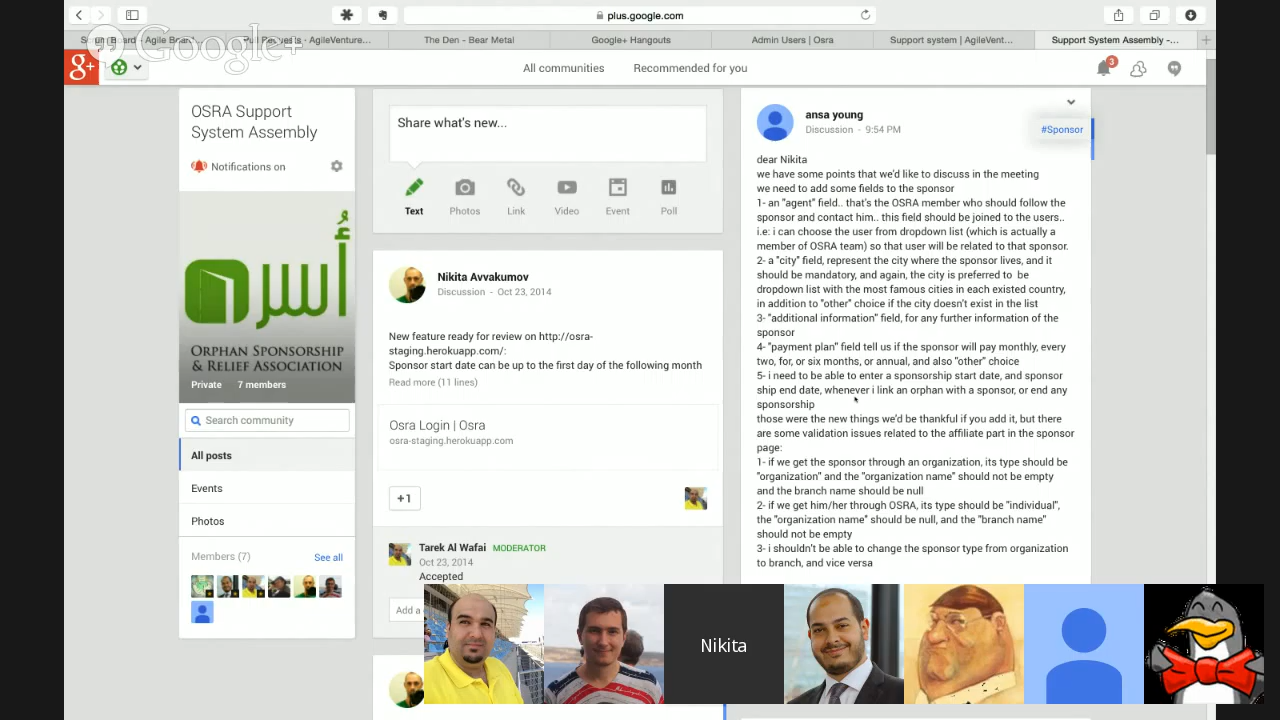 plus.google.com
Google+
Scrum Board - Agile Board...
Pull Requests - AgileVenture...
The Den - Bear Metal
Google+ Hangouts
Admin Users | Osra
Support system | AgileVent...
Support System Assembly -...
g+
All communities
Recommended for you
3
OSRA Support
System Assembly
Notifications on
أسرة
ORPHAN SPONSORSHIP
& RELIEF ASSOCIATION
Private 7 members
Search community
All posts
Events
Photos
Members (7)
See all
Share what's new...
Text
Photos
Link
Video
Event
Poll
Nikita Avvakumov
Discussion - Oct 23, 2014
New feature ready for review on http://osra-
staging.herokuapp.com/:
Sponsor start date can be up to the first day of the following month
Read more (11 lines)
Osra Login | Osra
osra-staging.herokuapp.com
+1
Tarek Al Wafai MODERATOR
Oct 23, 2014
Accepted
Add a
ansa young
Discussion - 9:54 PM
#Sponsor
dear Nikita
we have some points that we'd like to discuss in the meeting
we need to add some fields to the sponsor
1- an "agent" field.. that's the OSRA member who should follow the
sponsor and contact him.. this field should be joined to the users..
i.e: i can choose the user from dropdown list (which is actually a
member of OSRA team) so that user will be related to that sponsor.
2- a "city" field, represent the city where the sponsor lives, and it
should be mandatory, and again, the city is preferred to be
dropdown list with the most famous cities in each existed country,
in addition to "other" choice if the city doesn't exist in the list
3- "additional information" field, for any further information of the
sponsor
4- "payment plan" field tell us if the sponsor will pay monthly, every
two, for, or six months, or annual, and also "other" choice
5- i need to be able to enter a sponsorship start date, and sponsor
ship end date, whenever i link an orphan with a sponsor, or end any
sponsorship
those were the new things we'd be thankful if you add it, but there
are some validation issues related to the affiliate part in the sponsor
page:
1- if we get the sponsor through an organization, its type should be
"organization" and the "organization name" should not be empty
and the branch name should be null
2- if we get him/her through OSRA, its type should be "individual",
the "organization name" should be null, and the "branch name"
should not be empty
3- i shouldn't be able to change the sponsor type from organization
to branch, and vice versa
Nikita